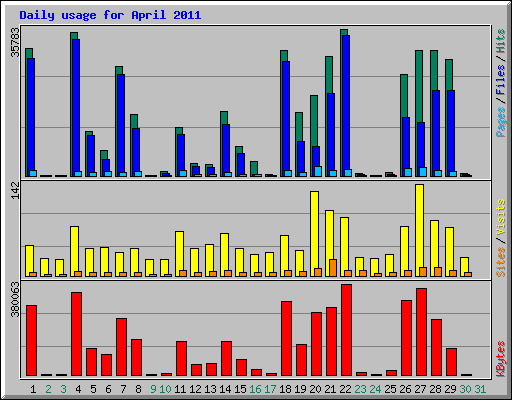 Daily usage for April 2011
35783
Pages / Files / Hits
142
Sites / Visits
380063
KBytes
1 2 3 4 5 6 7 8 9 10 11 12 13 14 15 16 17 18 19 20 21 22 23 24 25 26 27 28 29 30 31